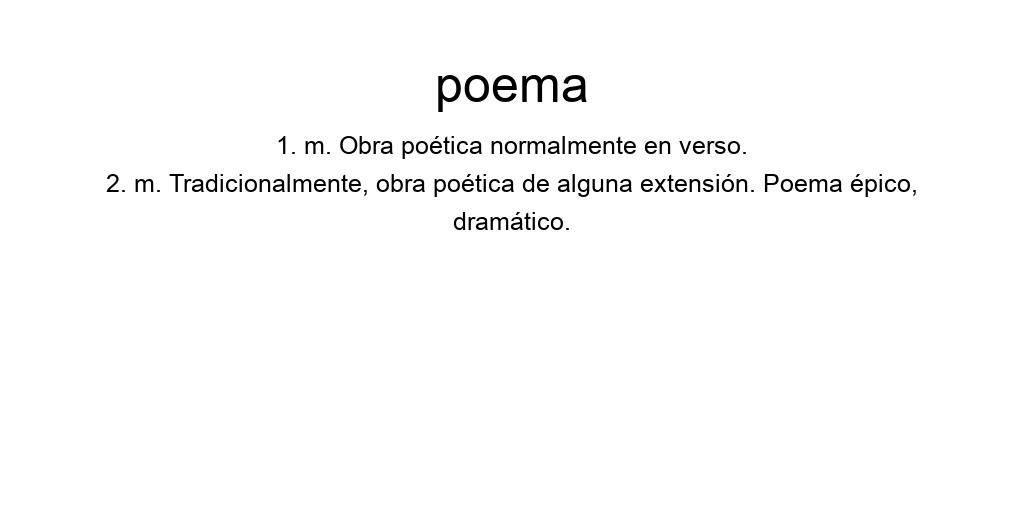 poema
1. m. Obra poética normalmente en verso.
2. m. Tradicionalmente, obra poética de alguna extensión. Poema épico,
dramático.